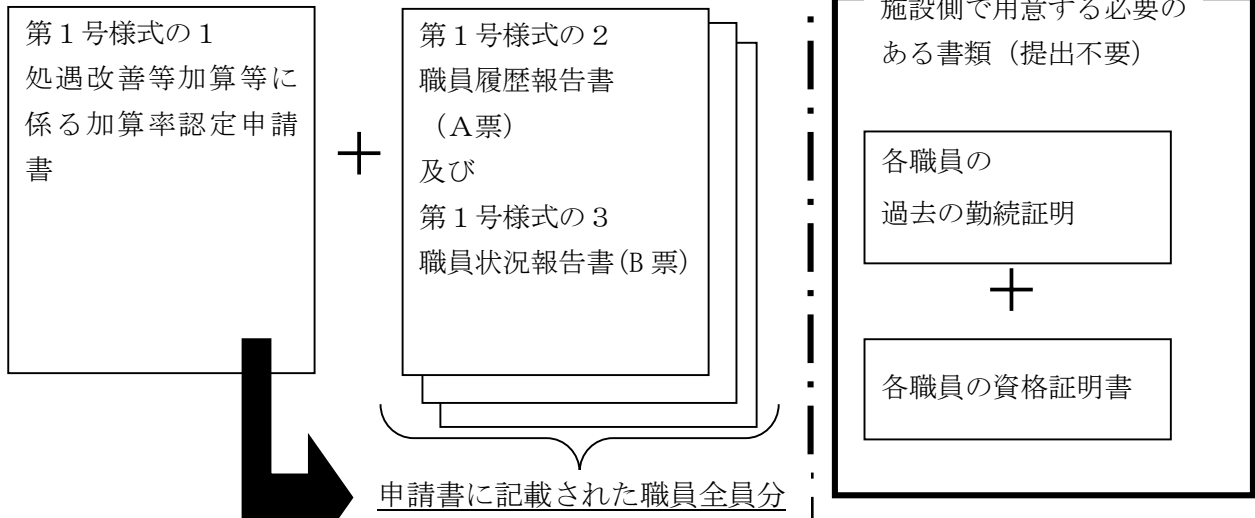 第１号様式の１
処遇改善等加算等に
係る加算率認定申請
書
＋
第１号様式の２
職員履歴報告書
（Ａ票）
及び
第１号様式の３
職員状況報告書(B 票)
申請書に記載された職員全員分
施設側で用意する必要の
ある書類（提出不要）
各職員の
過去の勤続証明
＋
各職員の資格証明書